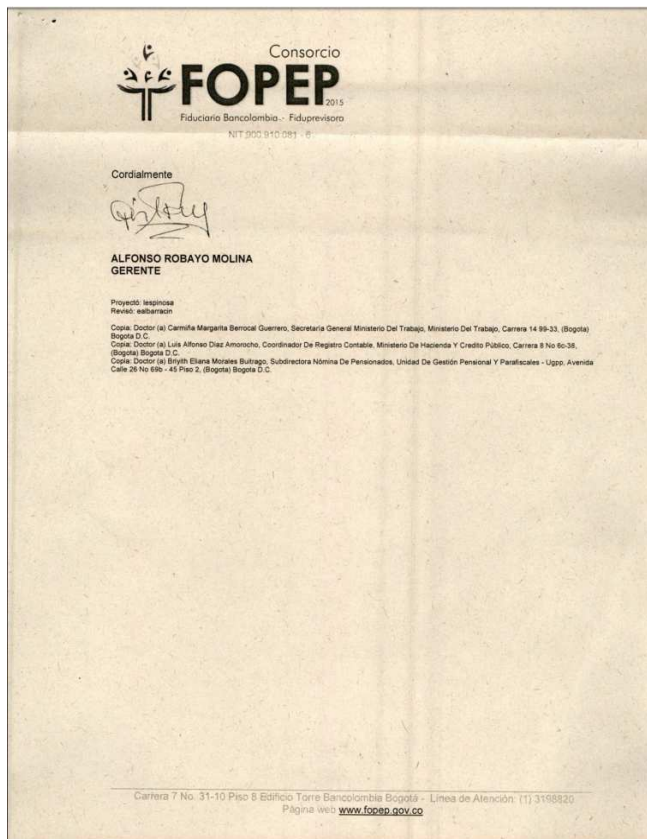 Consorcio
FOPEP
2015
Fiduciaria Bancolombia - Fiduprevisora
NIT 900.910.081 - 6
Cordialmente
ALFONSO ROBAYO MOLINA
GERENTE
Proyectó: lespinosa
Revisó: ealbarracin
Copia: Doctor (a) Carmiña Margarita Berrocal Guerrero, Secretaria General Ministerio Del Trabajo, Ministerio Del Trabajo, Carrera 14 99-33, (Bogota)
Bogota D.C.
Copia: Doctor (a) Luis Alfonso Diaz Amorocho, Coordinador De Registro Contable, Ministerio De Hacienda Y Credito Público, Carrera 8 No 6c-38,
(Bogota) Bogota D.C.
Copia: Doctor (a) Briyith Eliana Morales Buitrago, Subdirectora Nómina De Pensionados, Unidad De Gestión Pensional Y Parafiscales - Ugpp, Avenida
Calle 26 No 69b - 45 Piso 2, (Bogota) Bogota D.C.
Carrera 7 No. 31-10 Piso 8 Edificio Torre Bancolombia Bogotá - Línea de Atención: (1) 3198820
Página web www.fopep.gov.co